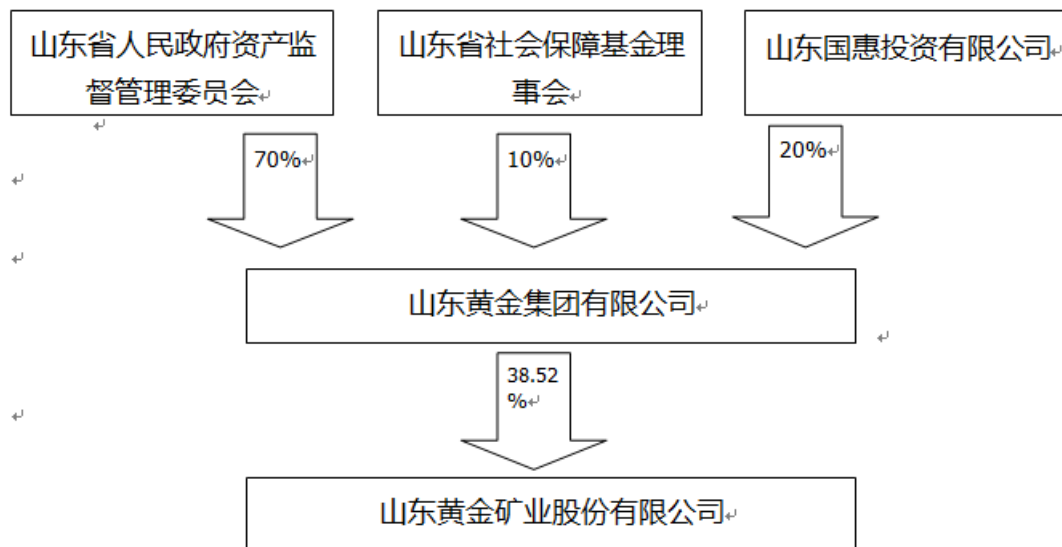 山东省人民政府资产监
督管理委员会
山东省社会保障基金理
事会
山东国惠投资有限公司
70%
10%
20%
山东黄金集团有限公司
38.52
%
山东黄金矿业股份有限公司